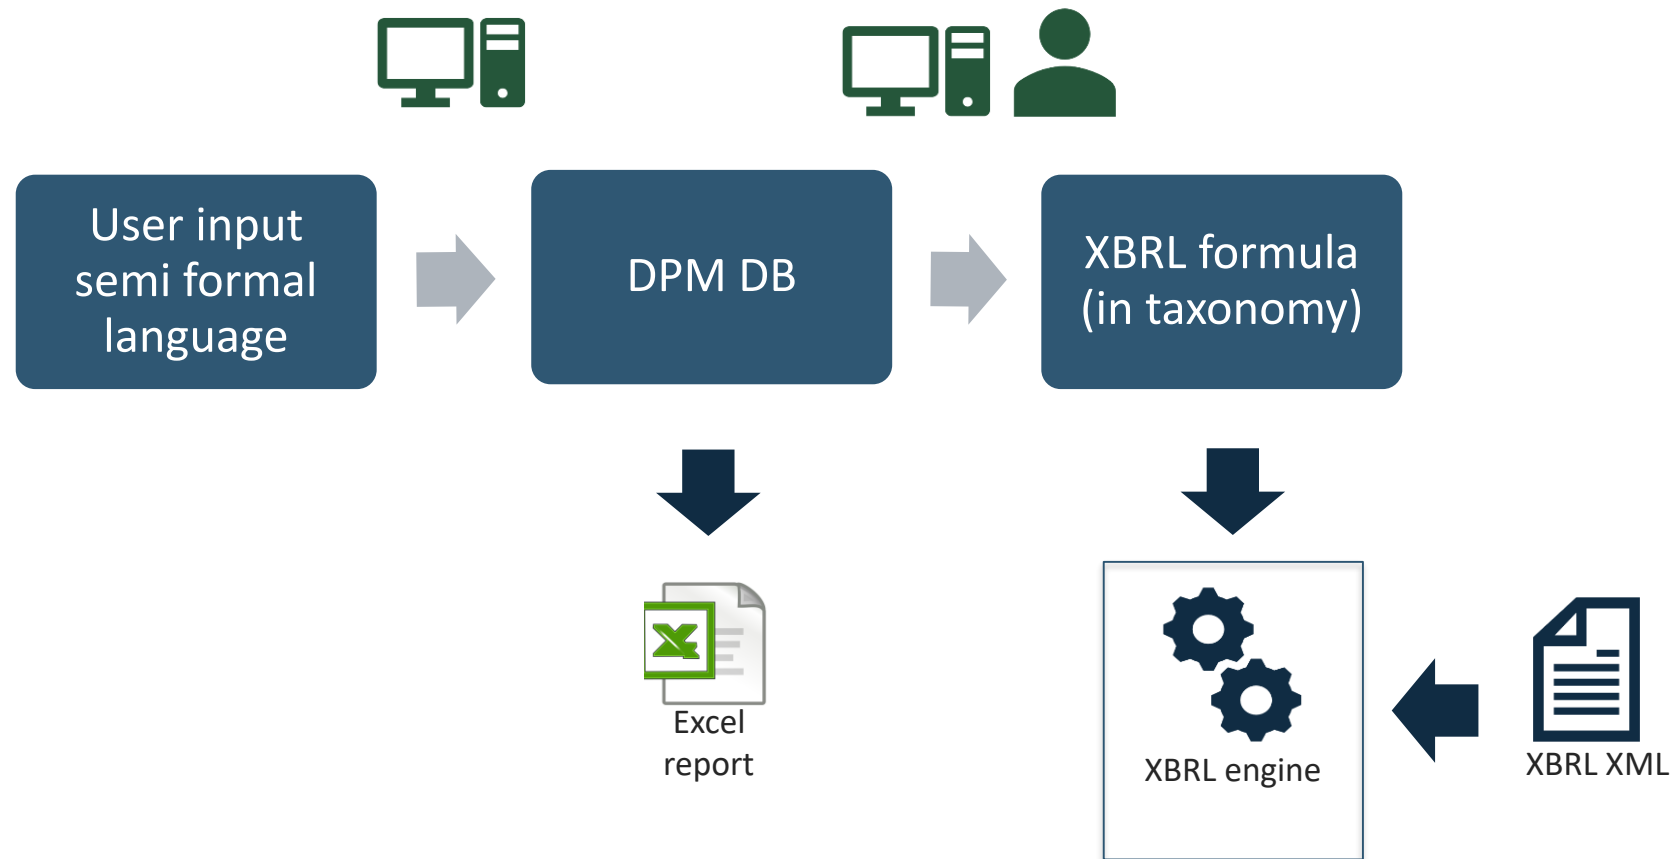 User input
semi formal
language
DPM DB
XBRL formula
(in taxonomy)
Excel
report
XBRL engine
XBRL XML